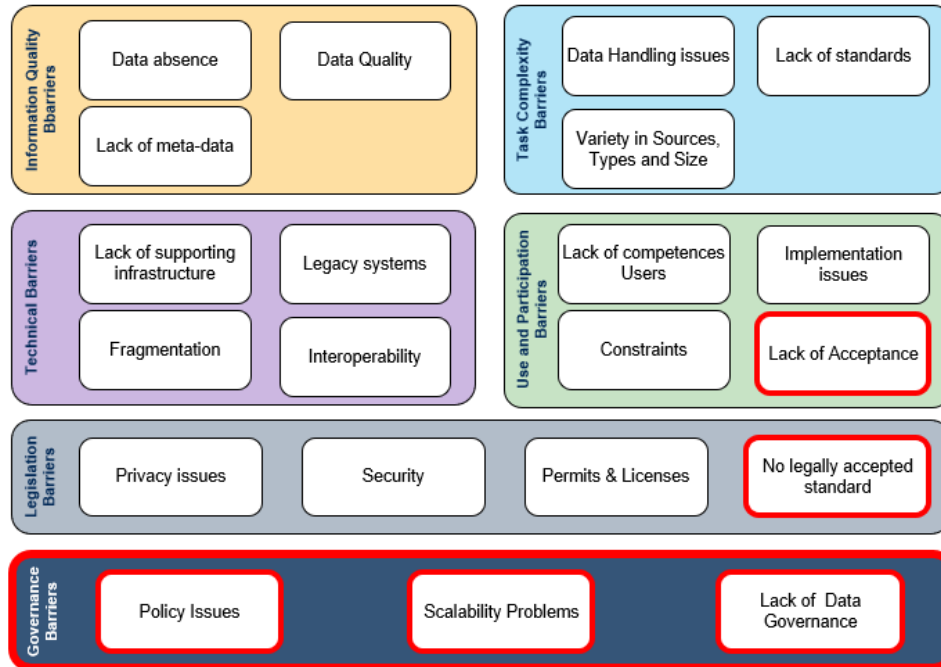 Information Quality
Bbarriers
Data absence
Data Quality
Lack of meta-data
Task Complexity
Barriers
Data Handling issues
Lack of standards
Variety in Sources,
Types and Size
Technical Barriers
Lack of supporting
infrastructure
Legacy systems
Fragmentation
Interoperability
Use and Participation
Barriers
Lack of competences
Users
Implementation
issues
Constraints
Lack of Acceptance
Legislation
Barriers
Privacy issues
Security
Permits & Licenses
No legally accepted
standard
Governance
Barriers
Policy Issues
Scalability Problems
Lack of Data
Governance